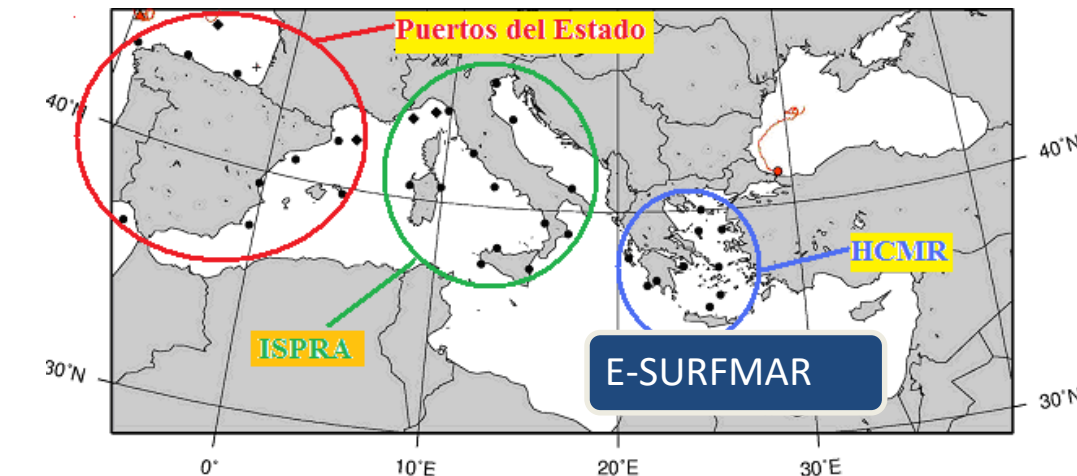 Puertos del Estado
40°N
40°N
HCMR
ISPRA
E-SURFMAR
30°N
30°N
0°
10°E
20°E
30°E